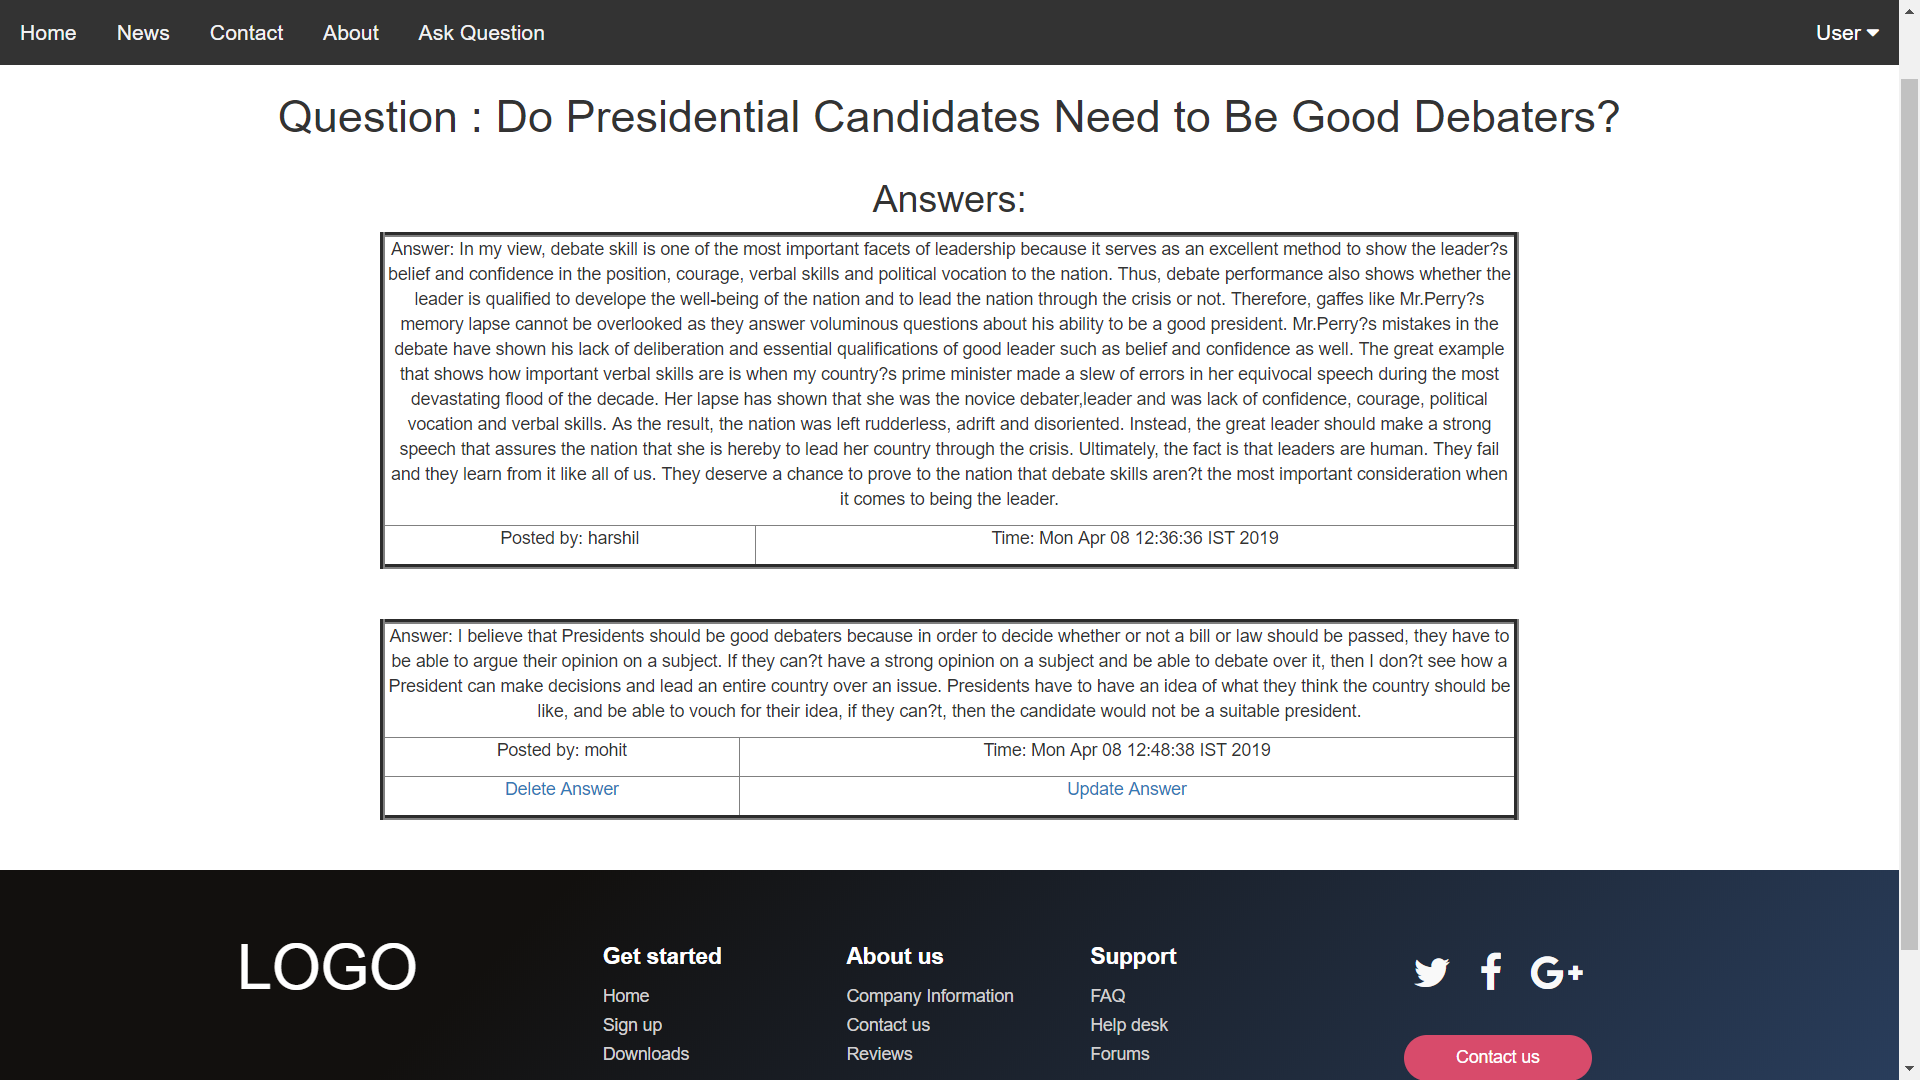 Home News Contact About Ask Question User
Question : Do Presidential Candidates Need to Be Good Debaters?
Answers:
Answer: In my view, debate skill is one of the most important facets of leadership because it serves as an excellent method to show the leader?s
belief and confidence in the position, courage, verbal skills and political vocation to the nation. Thus, debate performance also shows whether the
leader is qualified to develope the well-being of the nation and to lead the nation through the crisis or not. Therefore, gaffes like Mr.Perry?s
memory lapse cannot be overlooked as they answer voluminous questions about his ability to be a good president. Mr.Perry?s mistakes in the
debate have shown his lack of deliberation and essential qualifications of good leader such as belief and confidence as well. The great example
that shows how important verbal skills are is when my country?s prime minister made a slew of errors in her equivocal speech during the most
devastating flood of the decade. Her lapse has shown that she was the novice debater,leader and was lack of confidence, courage, political
vocation and verbal skills. As the result, the nation was left rudderless, adrift and disoriented. Instead, the great leader should make a strong
speech that assures the nation that she is hereby to lead her country through the crisis. Ultimately, the fact is that leaders are human. They fail
and they learn from it like all of us. They deserve a chance to prove to the nation that debate skills aren?t the most important consideration when
it comes to being the leader.
Posted by: harshil Time: Mon Apr 08 12:36:36 IST 2019
Answer: I believe that Presidents should be good debaters because in order to decide whether or not a bill or law should be passed, they have to
be able to argue their opinion on a subject. If they can?t have a strong opinion on a subject and be able to debate over it, then I don?t see how a
President can make decisions and lead an entire country over an issue. Presidents have to have an idea of what they think the country should be
like, and be able to vouch for their idea, if they can?t, then the candidate would not be a suitable president.
Posted by: mohit Time: Mon Apr 08 12:48:38 IST 2019
Delete Answer Update Answer
LOGO
Get started
Home
Sign up
Downloads
About us
Company Information
Contact us
Reviews
Support
FAQ
Help desk
Forums
G+
Contact us